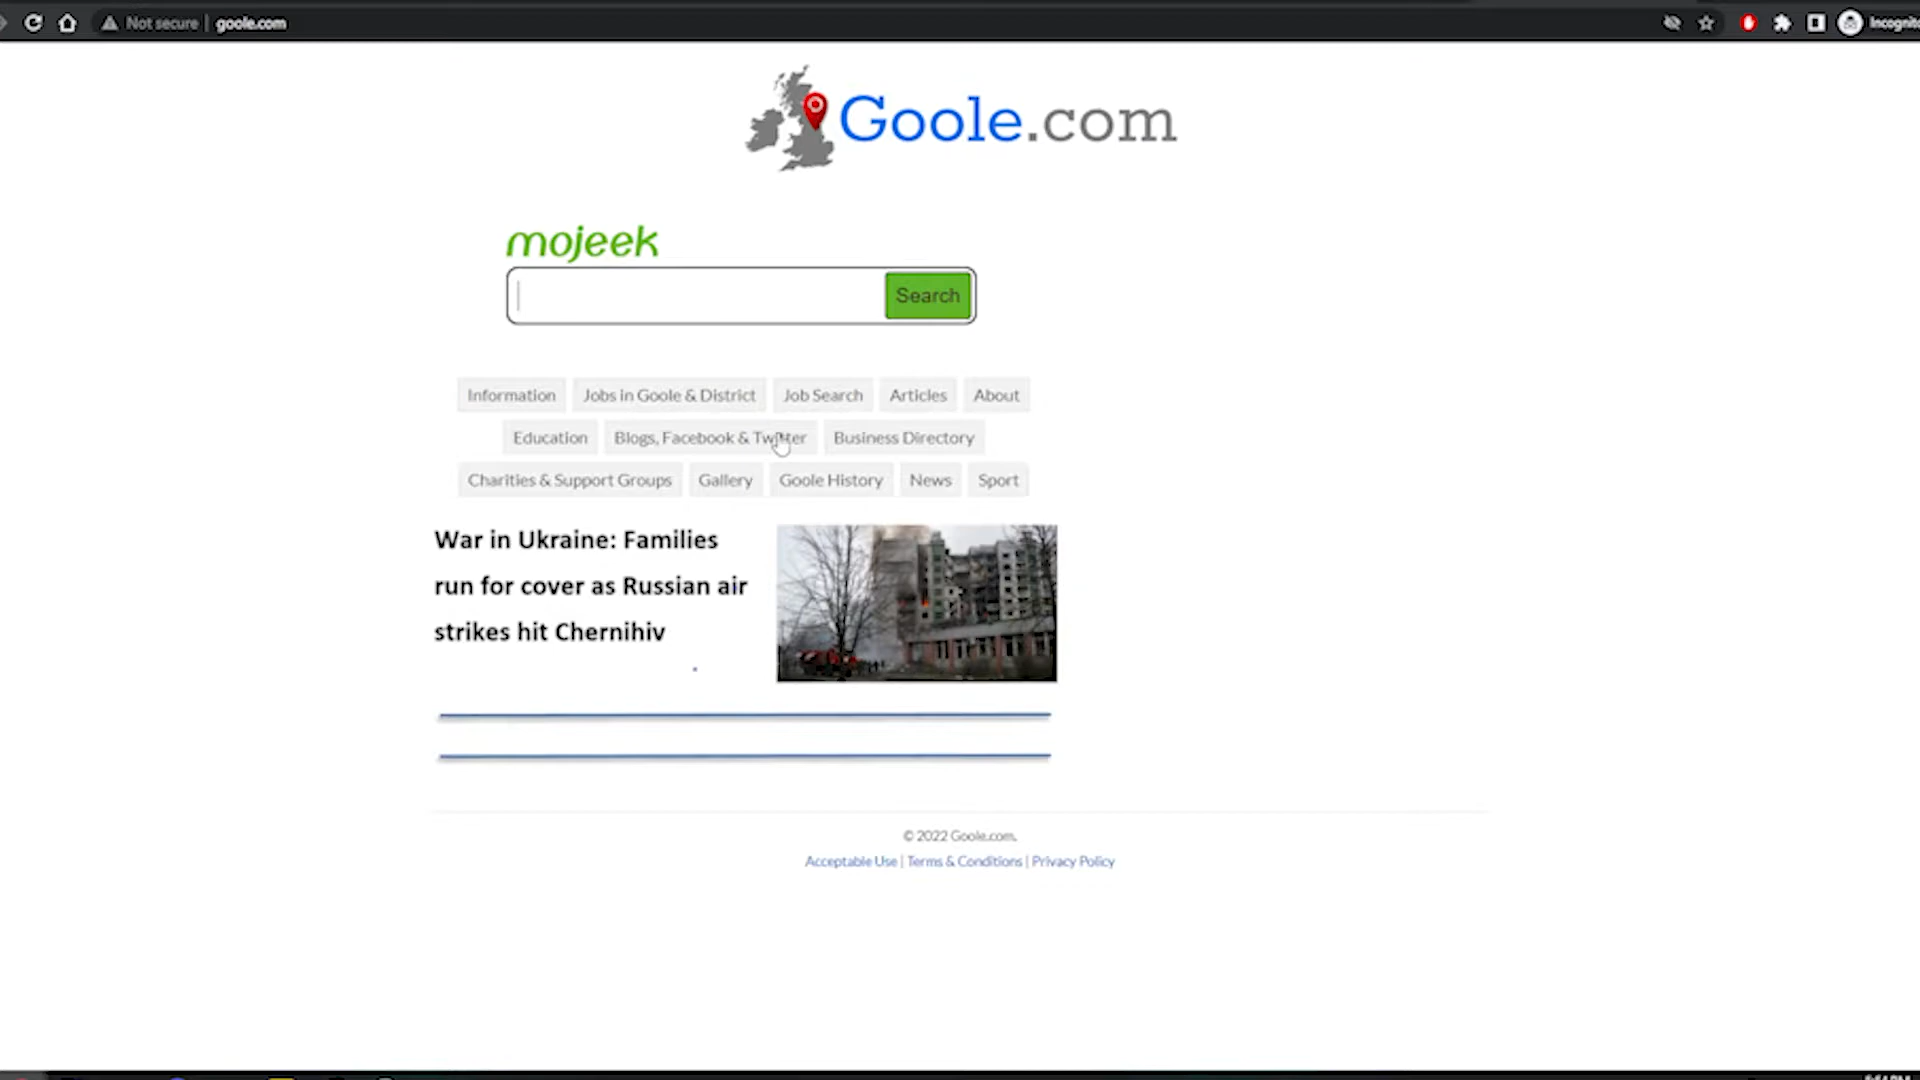 Not secure | goole.com
Incognito
Goole.com
mojeek
Search
Information Jobs in Goole & District Job Search Articles About
Education Blogs, Facebook & Twitter Business Directory
Charities & Support Groups Gallery Goole History News Sport
War in Ukraine: Families
run for cover as Russian air
strikes hit Chernihiv
© 2022 Goole.com.
Acceptable Use | Terms & Conditions | Privacy Policy